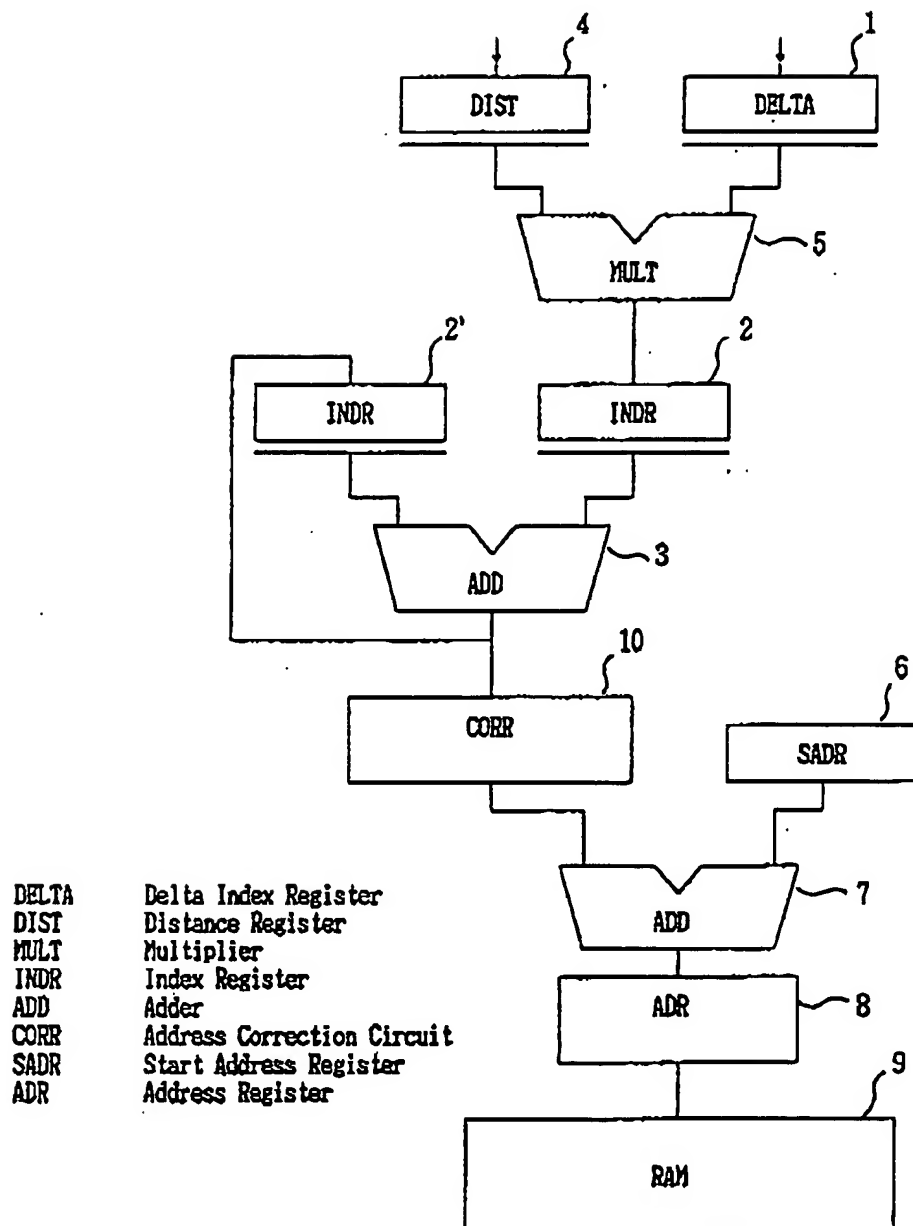 4
1
DIST
DELTA
5
MULT
2'
2
INDR
INDR
3
ADD
10
6
CORR
SADR
7
ADD
8
ADR
9
RAM
DELTA Delta Index Register
DIST Distance Register
MULT Multiplier
INDR Index Register
ADD Adder
CORR Address Correction Circuit
SADR Start Address Register
ADR Address Register